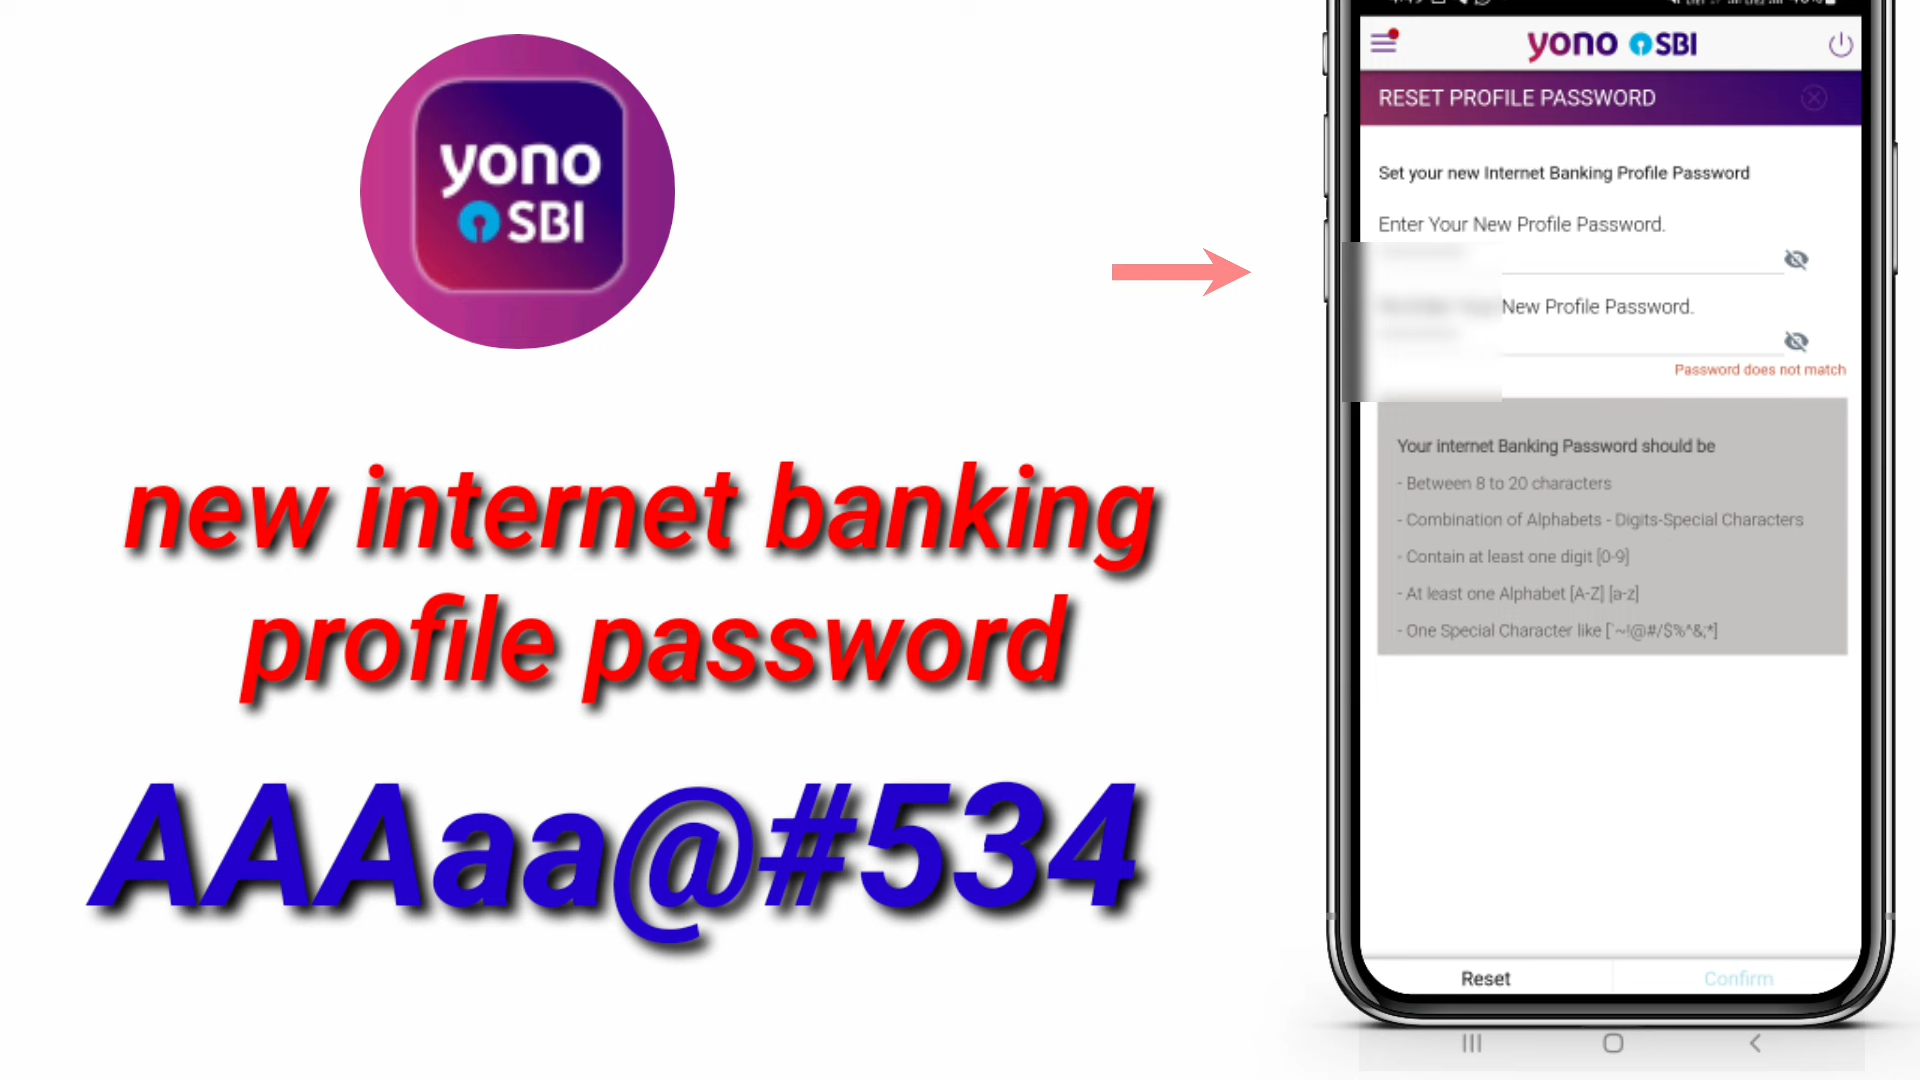 yono
SBI
new internet banking
profile password
AAAaa@#534
yono SBI
RESET PROFILE PASSWORD
Set your new Internet Banking Profile Password
Enter Your New Profile Password.
New Profile Password.
Password does not match
Your internet Banking Password should be
- Between 8 to 20 characters
- Combination of Alphabets - Digits-Special Characters
- Contain at least one digit [0-9]
- At least one Alphabet [A-Z] [a-z]
- One Special Character like [`~!@#/$%^&;*]
Reset
Confirm